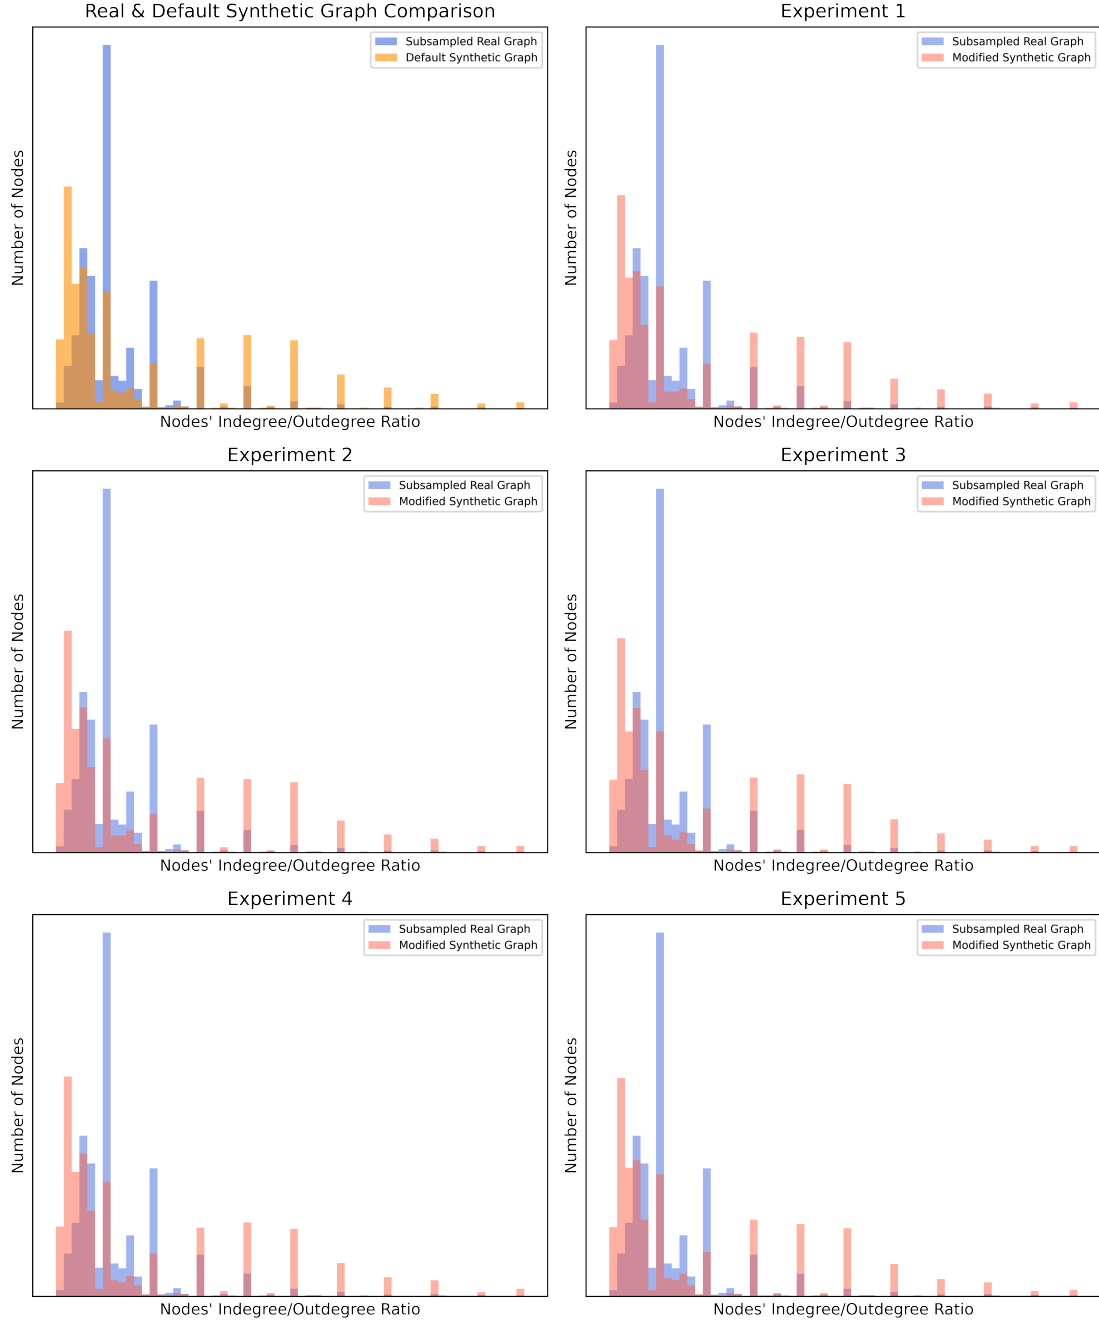 Real & Default Synthetic Graph Comparison
Subsampled Real Graph
Default Synthetic Graph
Number of Nodes
Nodes' Indegree/Outdegree Ratio
Experiment 1
Subsampled Real Graph
Modified Synthetic Graph
Number of Nodes
Nodes' Indegree/Outdegree Ratio
Experiment 2
Subsampled Real Graph
Modified Synthetic Graph
Number of Nodes
Nodes' Indegree/Outdegree Ratio
Experiment 3
Subsampled Real Graph
Modified Synthetic Graph
Number of Nodes
Nodes' Indegree/Outdegree Ratio
Experiment 4
Subsampled Real Graph
Modified Synthetic Graph
Number of Nodes
Nodes' Indegree/Outdegree Ratio
Experiment 5
Subsampled Real Graph
Modified Synthetic Graph
Number of Nodes
Nodes' Indegree/Outdegree Ratio